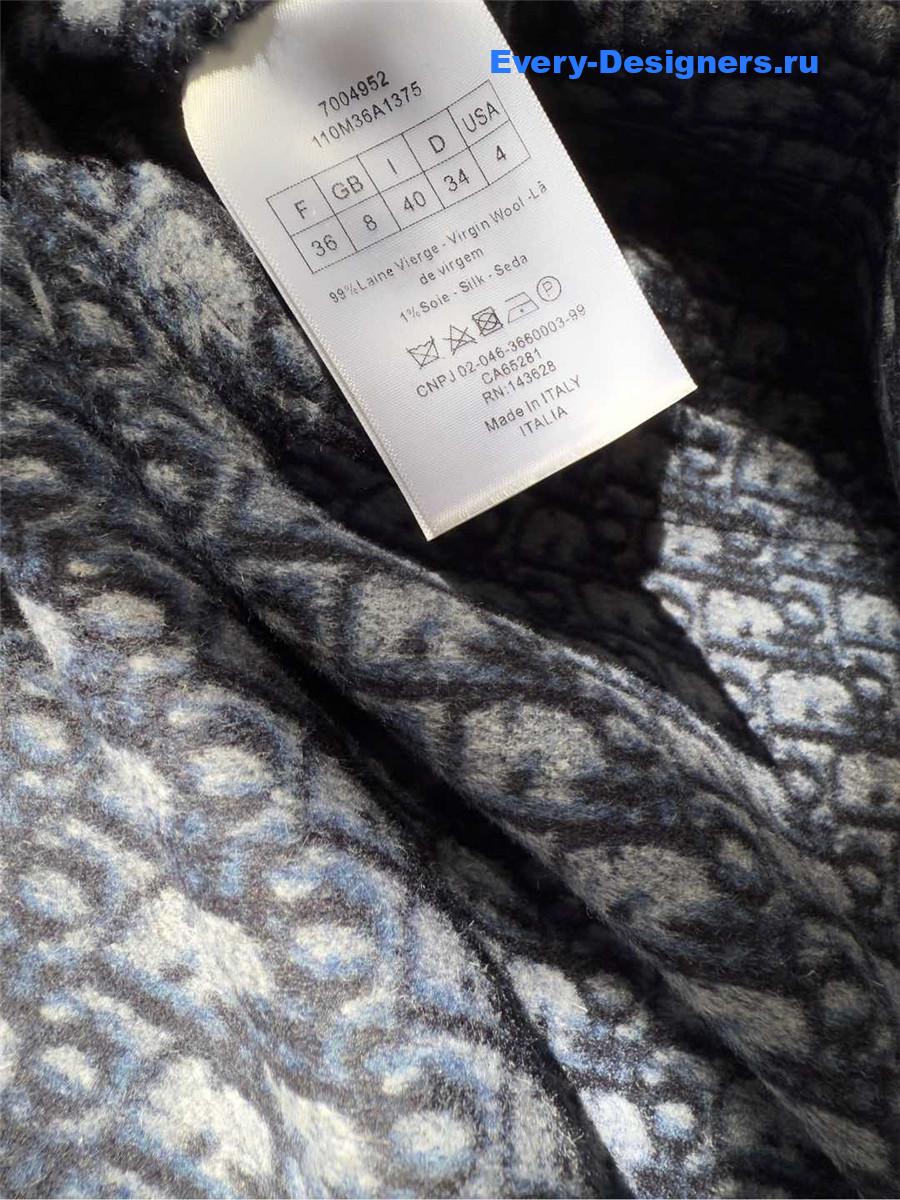 Every-Designers.ru
7004952
110M36A1375
F GB I D USA
36 8 40 34 4
99%Laine Vierge - Virgin Wool -Lã
de virgem
1%Soie - Silk - Seda
P
CNPJ 02-046-3660003-99
CA65281
RN:143628
Made In ITALY
ITALIA